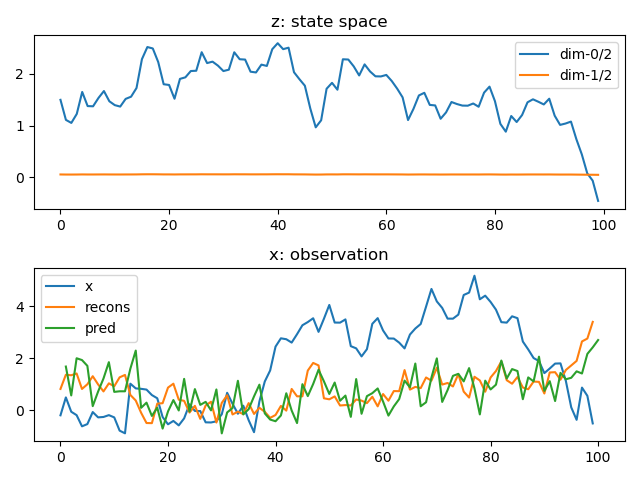 z: state space
dim-0/2
dim-1/2
2
1
0
0 20 40 60 80 100
x: observation
x
recons
pred
4
2
0
0 20 40 60 80 100